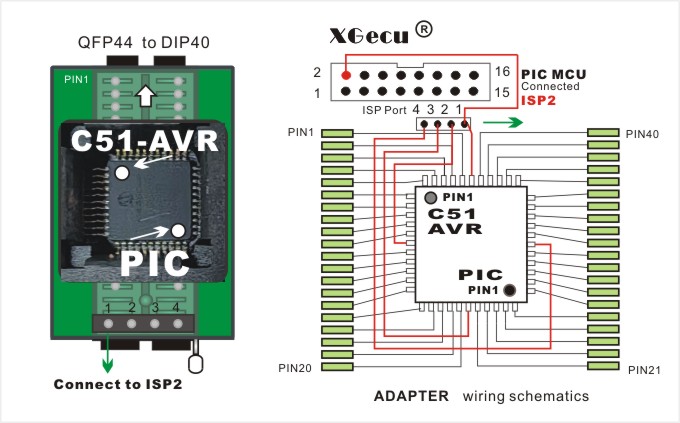 QFP44 to DIP40
PIN1
C51-AVR
PIC
1 2 3 4
Connect to ISP2
XGecu ®
2 16
1 15
PIC MCU
Connected
ISP2
ISP Port 4 3 2 1
PIN1 PIN40
PIN1
C51
AVR
PIC
PIN1
PIN20 PIN21
ADAPTER wiring schematics